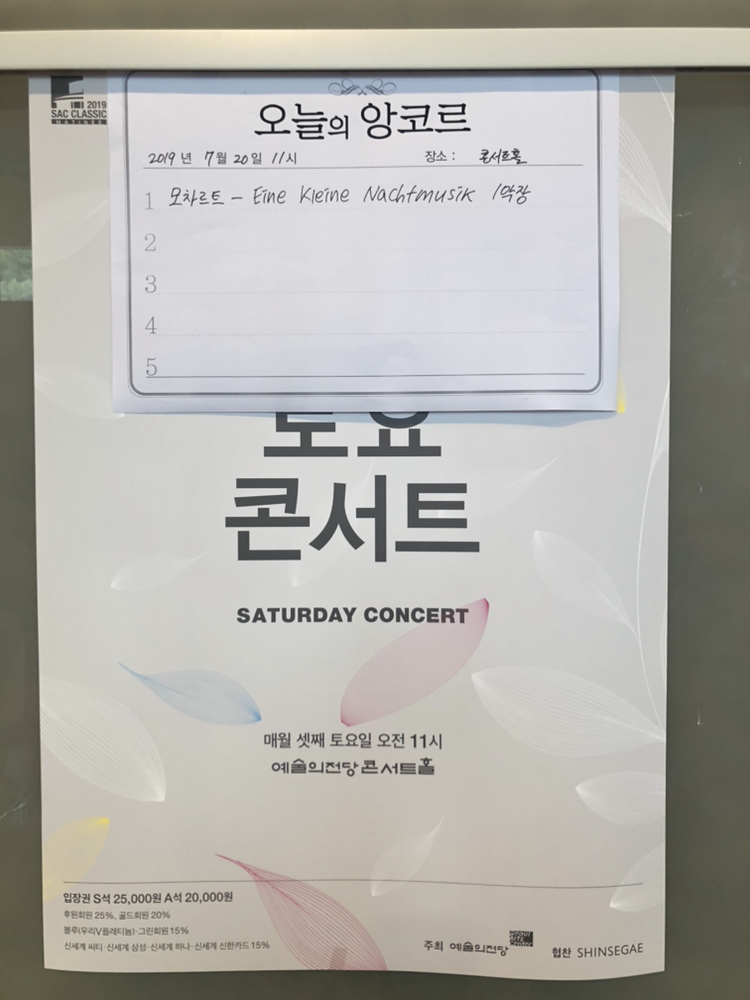 2019
SAC CLASSIC
MATINEE
오늘의 앙코르
2019년 7월 20일 11시 장소 : 콘서트홀
1 모차르트 - Eine Kleine Nachtmusik 1악장
2
3
4
5
토요
콘서트
SATURDAY CONCERT
매월 셋째 토요일 오전 11시
예술의전당 콘서트홀
입장권 S석 25,000원 A석 20,000원
후원회원 25%, 골드회원 20%
블루(우리V플래티늄)·그린회원 15%
신세계 씨티·신세계 삼성·신세계 하나·신세계 신한카드 15%
주최 예술의전당 협찬 SHINSEGAE